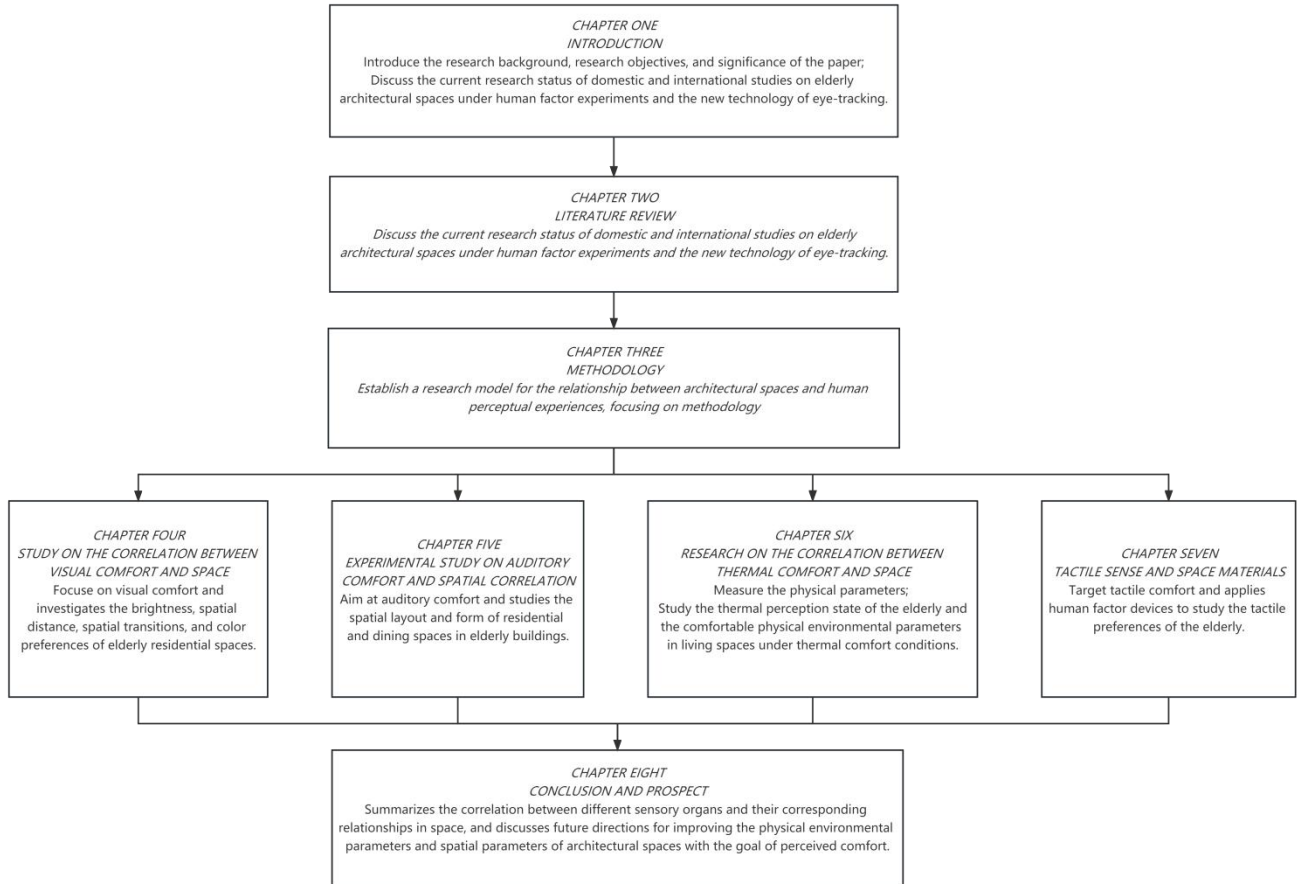 CHAPTER ONE
INTRODUCTION
Introduce the research background, research objectives, and significance of the paper;
Discuss the current research status of domestic and international studies on elderly
architectural spaces under human factor experiments and the new technology of eye-tracking.
CHAPTER TWO
LITERATURE REVIEW
Discuss the current research status of domestic and international studies on elderly
architectural spaces under human factor experiments and the new technology of eye-tracking.
CHAPTER THREE
METHODOLOGY
Establish a research model for the relationship between architectural spaces and human
perceptual experiences, focusing on methodology
CHAPTER FOUR
STUDY ON THE CORRELATION BETWEEN
VISUAL COMFORT AND SPACE
Focus on visual comfort and
investigates the brightness, spatial
distance, spatial transitions, and color
preferences of elderly residential spaces.
CHAPTER FIVE
EXPERIMENTAL STUDY ON AUDITORY
COMFORT AND SPATIAL CORRELATION
Aim at auditory comfort and studies the
spatial layout and form of residential
and dining spaces in elderly buildings.
CHAPTER SIX
RESEARCH ON THE CORRELATION BETWEEN
THERMAL COMFORT AND SPACE
Measure the physical parameters;
Study the thermal perception state of the elderly and
the comfortable physical environmental parameters
in living spaces under thermal comfort conditions.
CHAPTER SEVEN
TACTILE SENSE AND SPACE MATERIALS
Target tactile comfort and applies
human factor devices to study the tactile
preferences of the elderly.
CHAPTER EIGHT
CONCLUSION AND PROSPECT
Summarizes the correlation between different sensory organs and their corresponding
relationships in space, and discusses future directions for improving the physical environmental
parameters and spatial parameters of architectural spaces with the goal of perceived comfort.